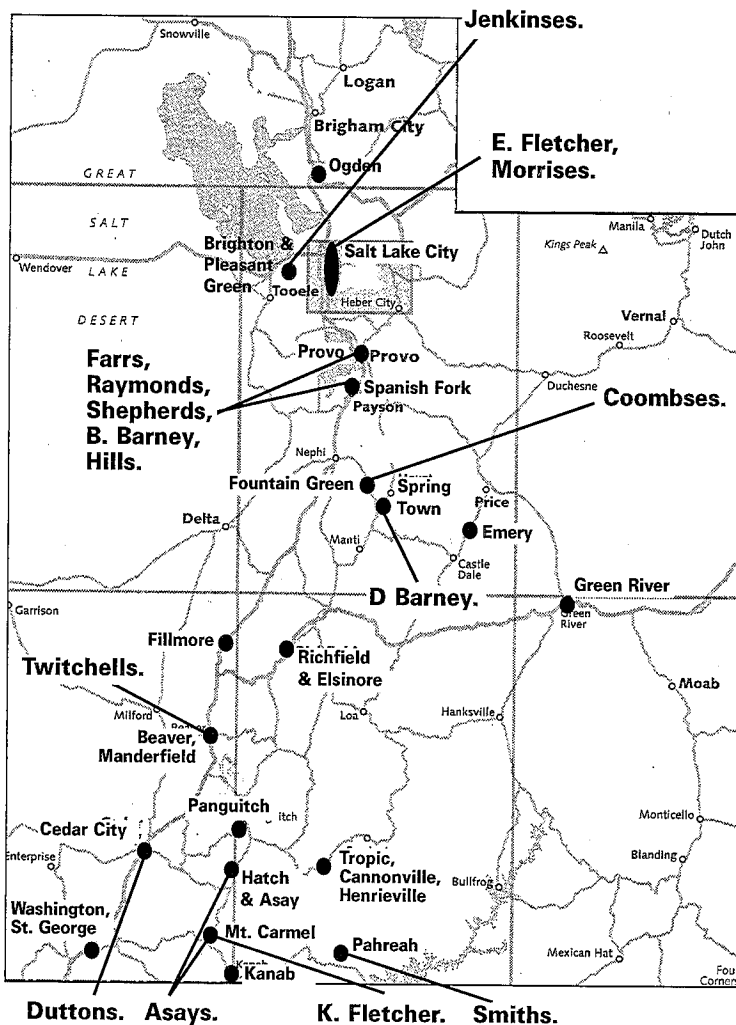 Jenkinses.
Snowville
Logan
Brigham City
E. Fletcher,
Morrises.
Ogden
GREAT
SALT
LAKE
DESERT
Manila
Dutch
John
Kings Peak
Brighton &
Pleasant
Green
Salt Lake City
Wendover
Tooele
Heber City
Vernal
Roosevelt
Provo
Provo
Duchesne
Farrs,
Raymonds,
Shepherds,
B. Barney,
Hills.
Spanish Fork
Payson
Coombses.
Nephi
Fountain Green
Spring
Town
Price
Delta
Manti
Emery
Castle
Dale
D Barney.
Green River
Green
River
Garrison
Fillmore
Richfield
& Elsinore
Twitchells.
Moab
Milford
Loa
Hanksville
Beaver,
Manderfield
Panguitch
itch
Monticello
Cedar City
Enterprise
Blanding
Hatch
& Asay
Tropic,
Cannonville,
Henrieville
Bullfrog
Washington,
St. George
Mt. Carmel
Pahreah
Mexican Hat
Kanab
Four
Corners
Duttons.
Asays.
K. Fletcher.
Smiths.